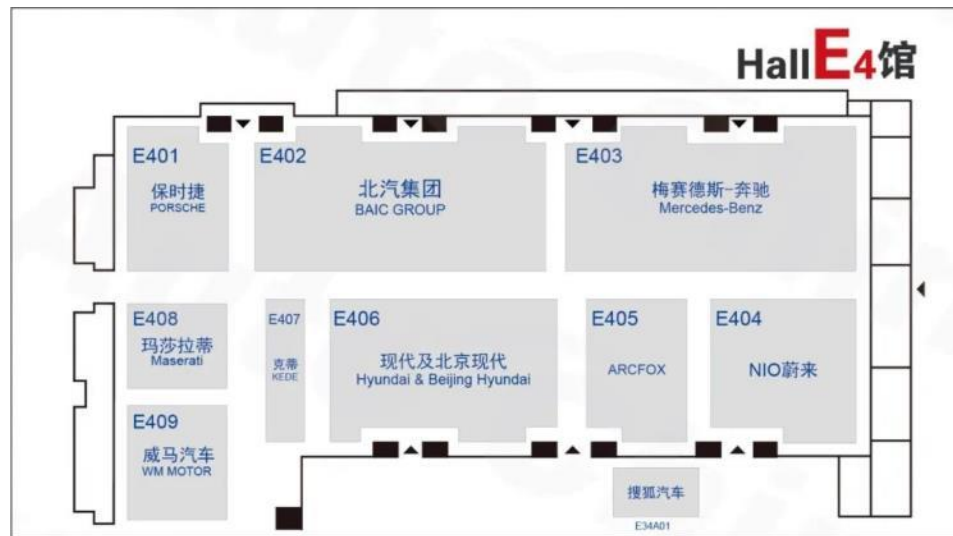 Hall E4馆
E401
保时捷
PORSCHE
E402
北汽集团
BAIC GROUP
E403
梅赛德斯-奔驰
Mercedes-Benz
E408
玛莎拉蒂
Maserati
E407
克蒂
KEDE
E406
现代及北京现代
Hyundai & Beijing Hyundai
E405
ARCFOX
E404
NIO蔚来
E409
威马汽车
WM MOTOR
搜狐汽车
E34A01